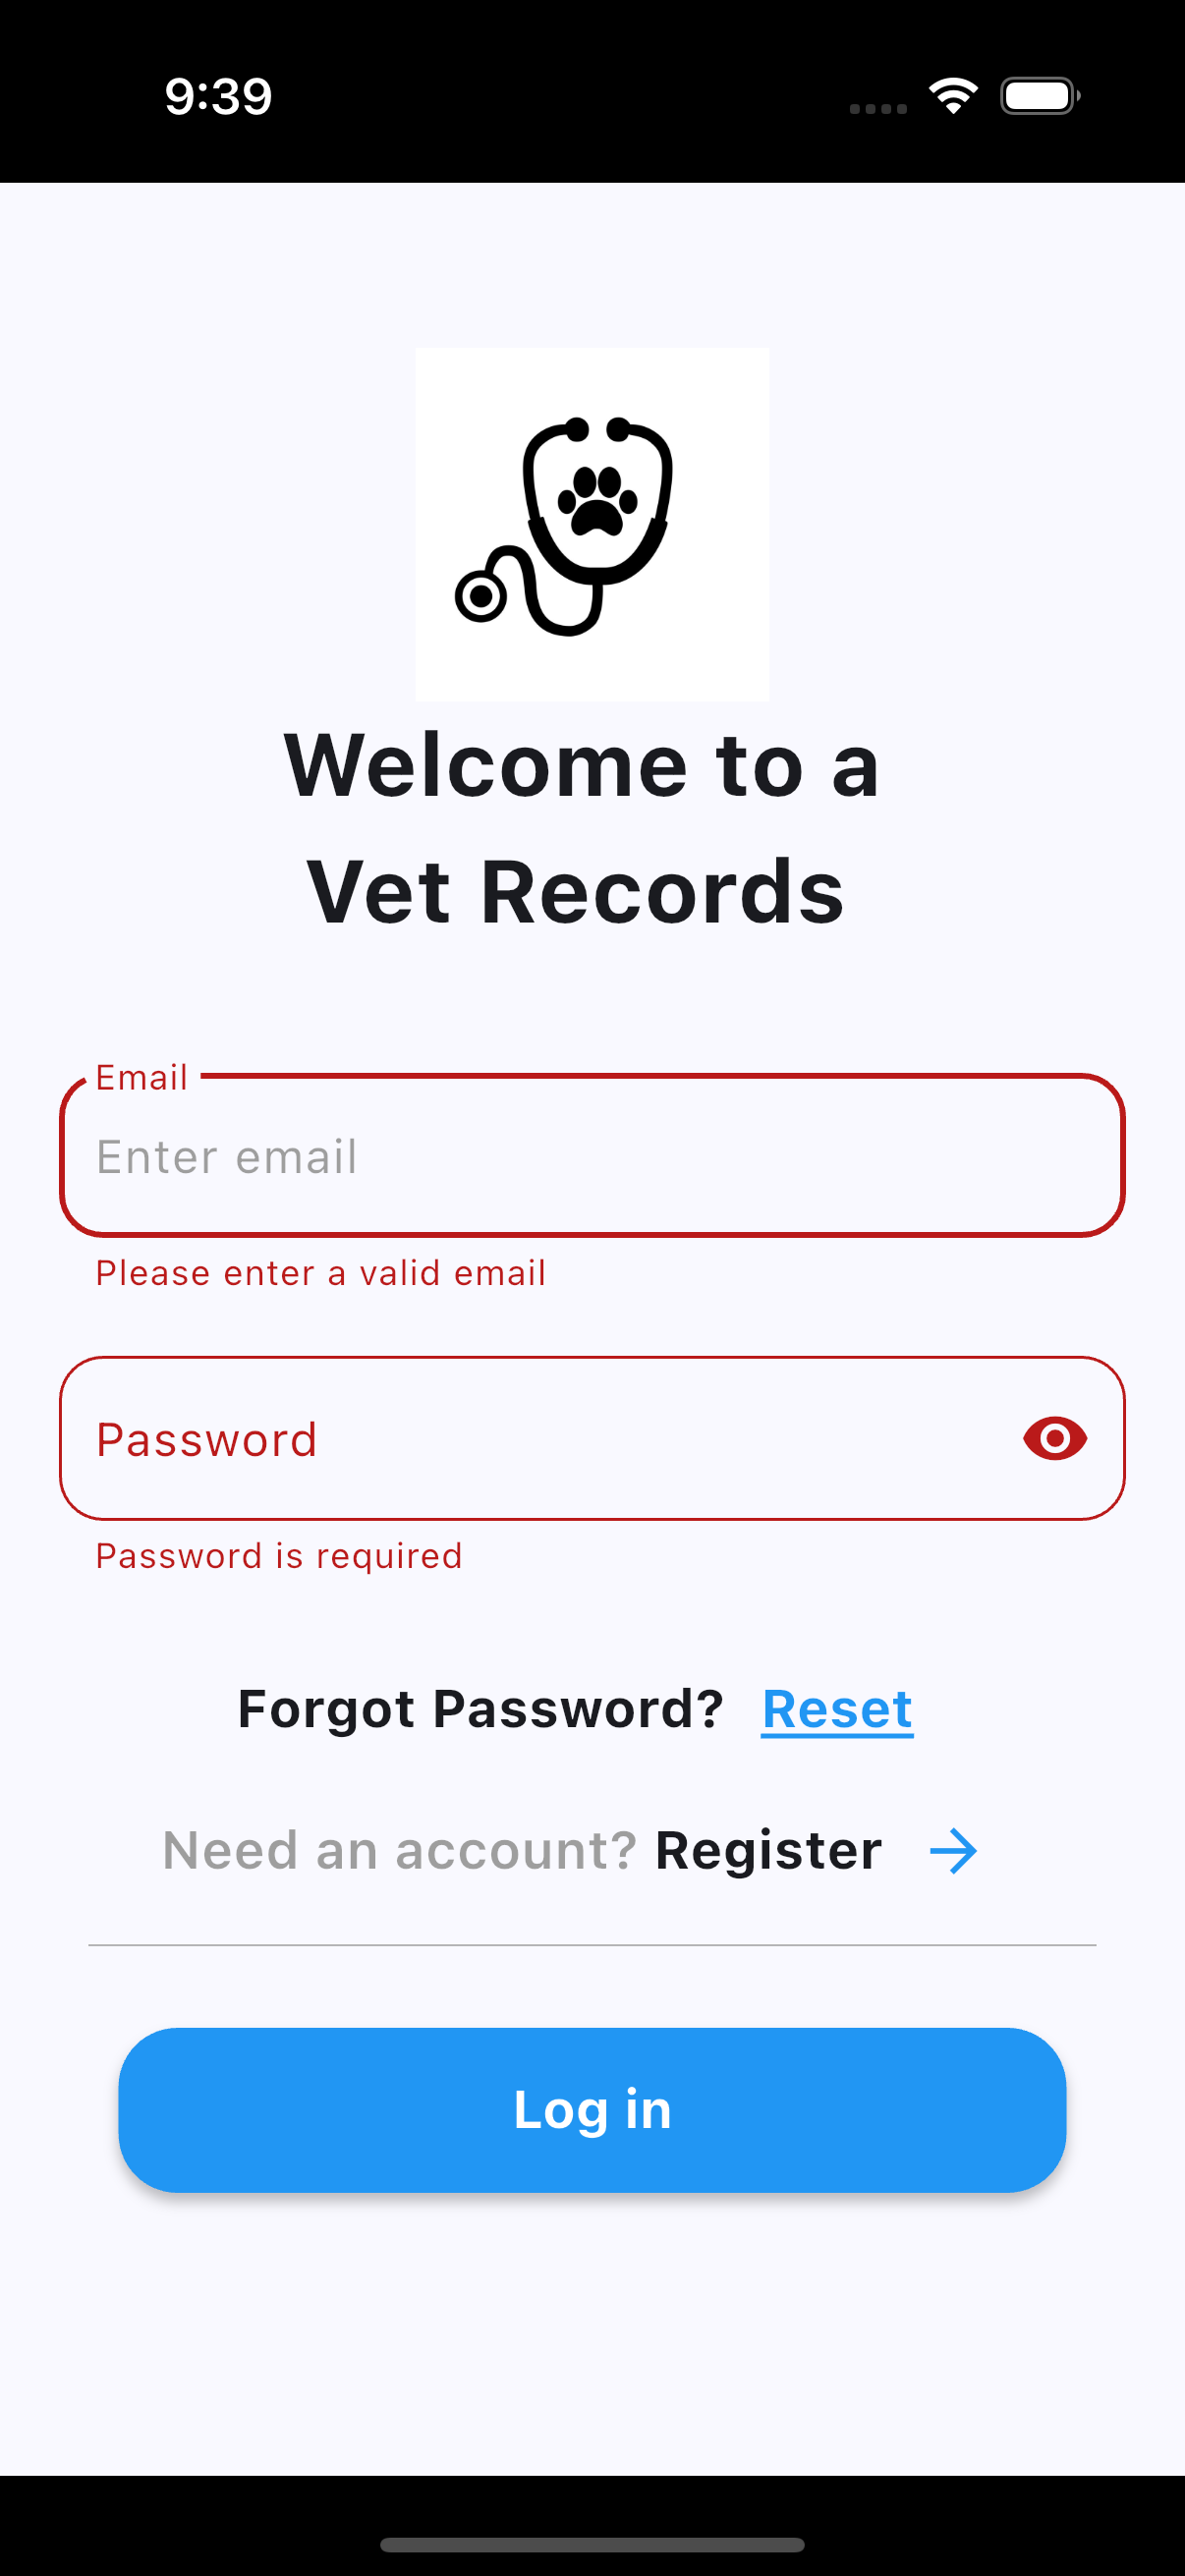 9:39
Welcome to a
Vet Records
Email
Enter email
Please enter a valid email
Password
Password is required
Forgot Password? Reset
Need an account? Register
Log in